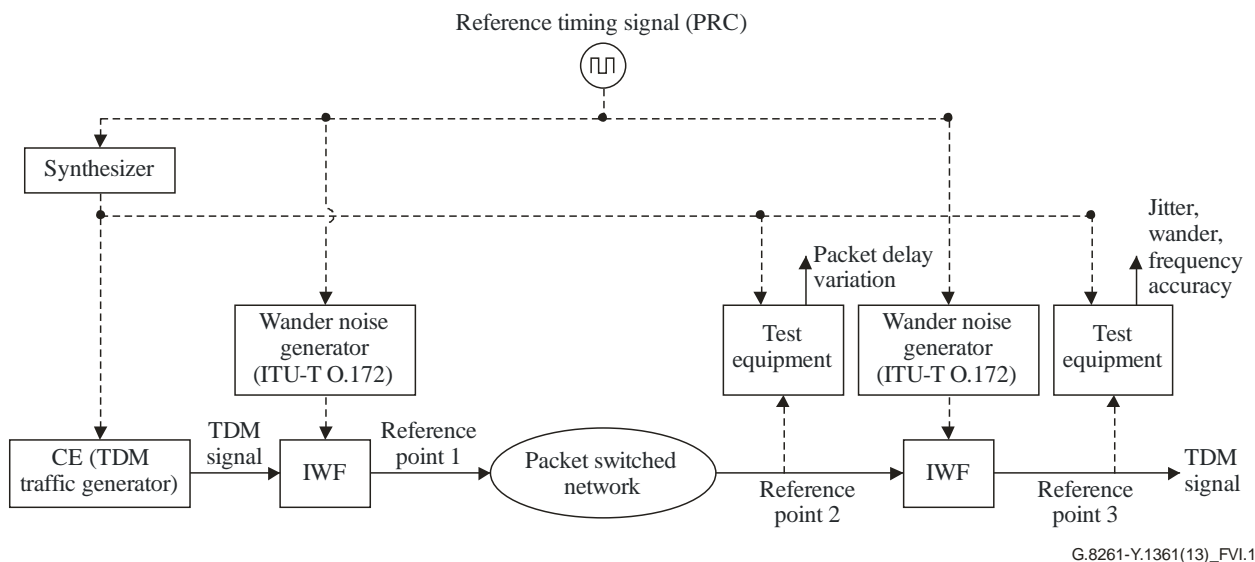 Reference timing signal (PRC)
Synthesizer
Jitter,
wander,
frequency
accuracy
Packet delay
variation
Wander noise
generator
(ITU-T O.172)
Test
equipment
Wander noise
generator
(ITU-T O.172)
Test
equipment
CE (TDM
traffic generator)
TDM
signal
IWF
Reference
point 1
Packet switched
network
Reference
point 2
IWF
Reference
point 3
TDM
signal
G.8261-Y.1361(13)_FVI.1